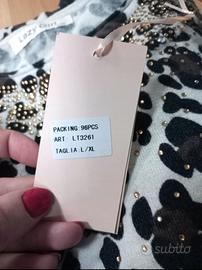 PACKING:96PCS
ART LT3261
TAGLIA:L/XL
subito